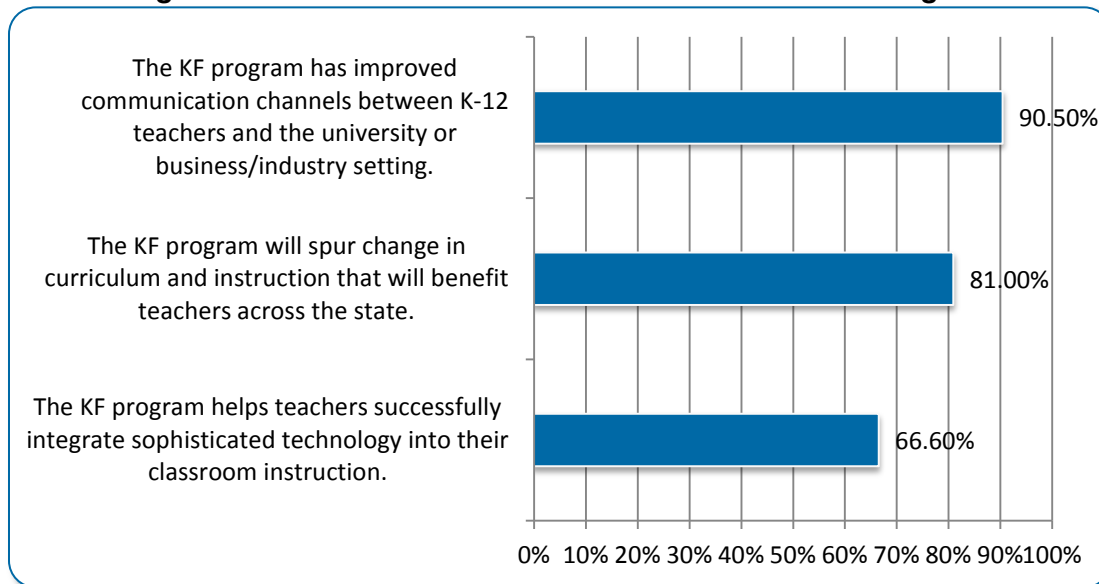 The KF program has improved
communication channels between K-12
teachers and the university or
business/industry setting.
90.50%
The KF program will spur change in
curriculum and instruction that will benefit
teachers across the state.
81.00%
The KF program helps teachers successfully
integrate sophisticated technology into their
classroom instruction.
66.60%
0% 10% 20% 30% 40% 50% 60% 70% 80% 90%100%